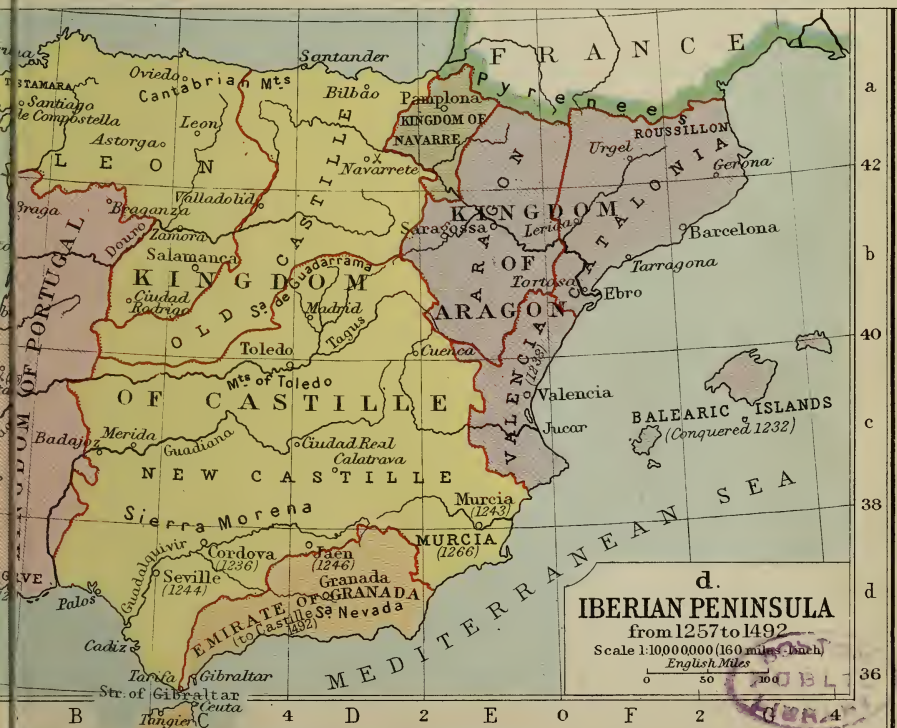 FRANCE
Santander
Oviedo
Cantabrian Mts
Bilbao
Pyrenees
a
Santiago
de Compostella
Leon
Pamplona
KINGDOM OF
NAVARRE
ROUSSILLON
Urgel
Astorga
LEON
Navarrete
Gerona
42
Braganza
Valladolid
OLD CASTILLE
KINGDOM
OF
ARAGON
ARAGON
CATALONIA
Braga
Douro
Zamora
Saragossa
Lerida
Barcelona
Salamanca
Tarragona
b
KINGDOM
Sa. de Guadarrama
Ciudad
Rodrigo
Madrid
Tortosa
Ebro
Tagus
40
Toledo
Cuenca
VALENCIA
(1238)
Mts of Toledo
OF CASTILLE
Valencia
BALEARIC ISLANDS
(Conquered 1232)
KINGDOM OF PORTUGAL
Jucar
c
Badajoz
Merida
Guadiana
Ciudad Real
Calatrava
NEW CASTILLE
MEDITERRANEAN SEA
Sierra Morena
Murcia
(1243)
38
Guadalquivir
Cordova
(1236)
Jaen
(1246)
MURCIA
(1266)
Seville
(1244)
Granada
EMIRATE OF GRANADA
(to Castille
1492)
Sa. Nevada
Palos
d
Cadiz
d.
IBERIAN PENINSULA
from 1257 to 1492
Scale 1:10,000,000 (160 miles-1inch)
English Miles
0 50 100
Tarifa
Gibraltar
36
Str. of Gibraltar
Ceuta
Tangier
B C 4 D 2 E 0 F 2 G 4